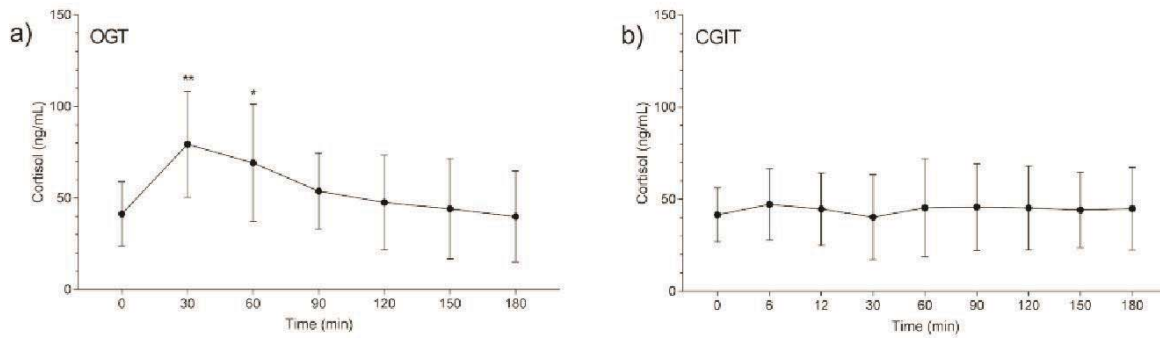 a)
OGT
150
100
50
0
Cortisol (ng/mL)
**
*
0 30 60 90 120 150 180
Time (min)
b)
CGIT
150
100
50
0
Cortisol (ng/mL)
0 6 12 30 60 90 120 150 180
Time (min)